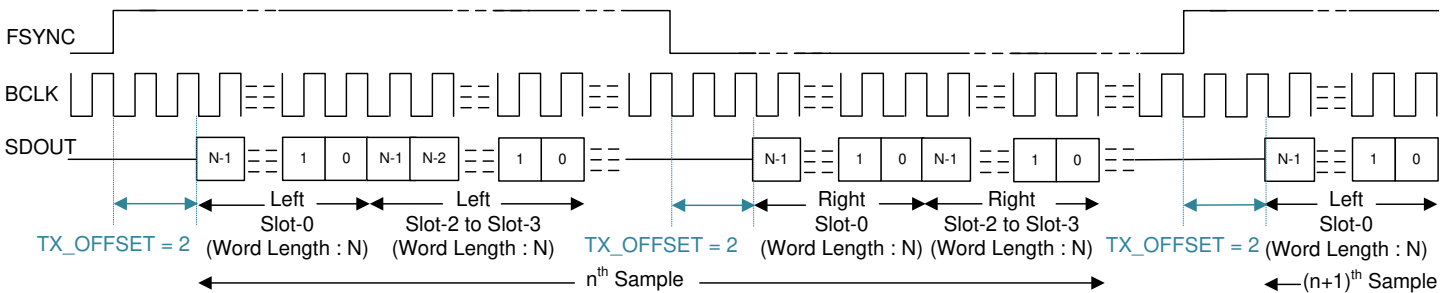 FSYNC
BCLK
SDOUT
N-1 1 0 N-1 N-2 1 0 N-1 1 0 N-1 1 0 N-1 1 0
Left Left Right Right Left
Slot-0 Slot-2 to Slot-3 Slot-0 Slot-2 to Slot-3 Slot-0
TX_OFFSET = 2 (Word Length : N) (Word Length : N) TX_OFFSET = 2 (Word Length : N) (Word Length : N) TX_OFFSET = 2 (Word Length : N)
nth Sample (n+1)th Sample